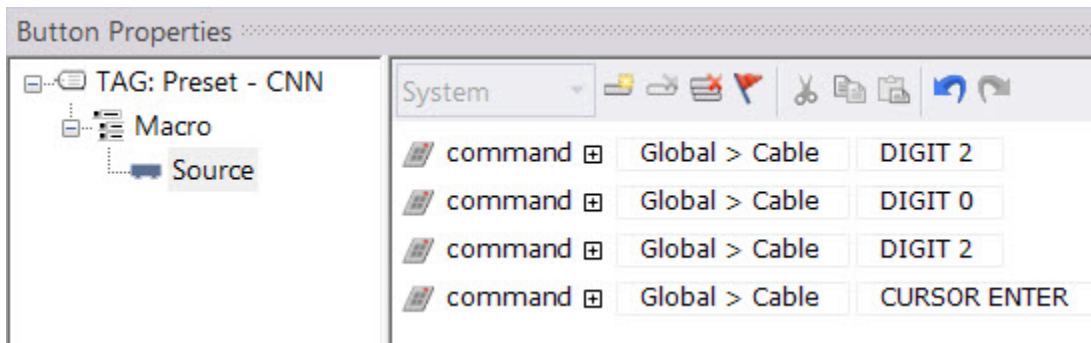 Button Properties
TAG: Preset - CNN
Macro
Source
System
command Global > Cable DIGIT 2
command Global > Cable DIGIT 0
command Global > Cable DIGIT 2
command Global > Cable CURSOR ENTER